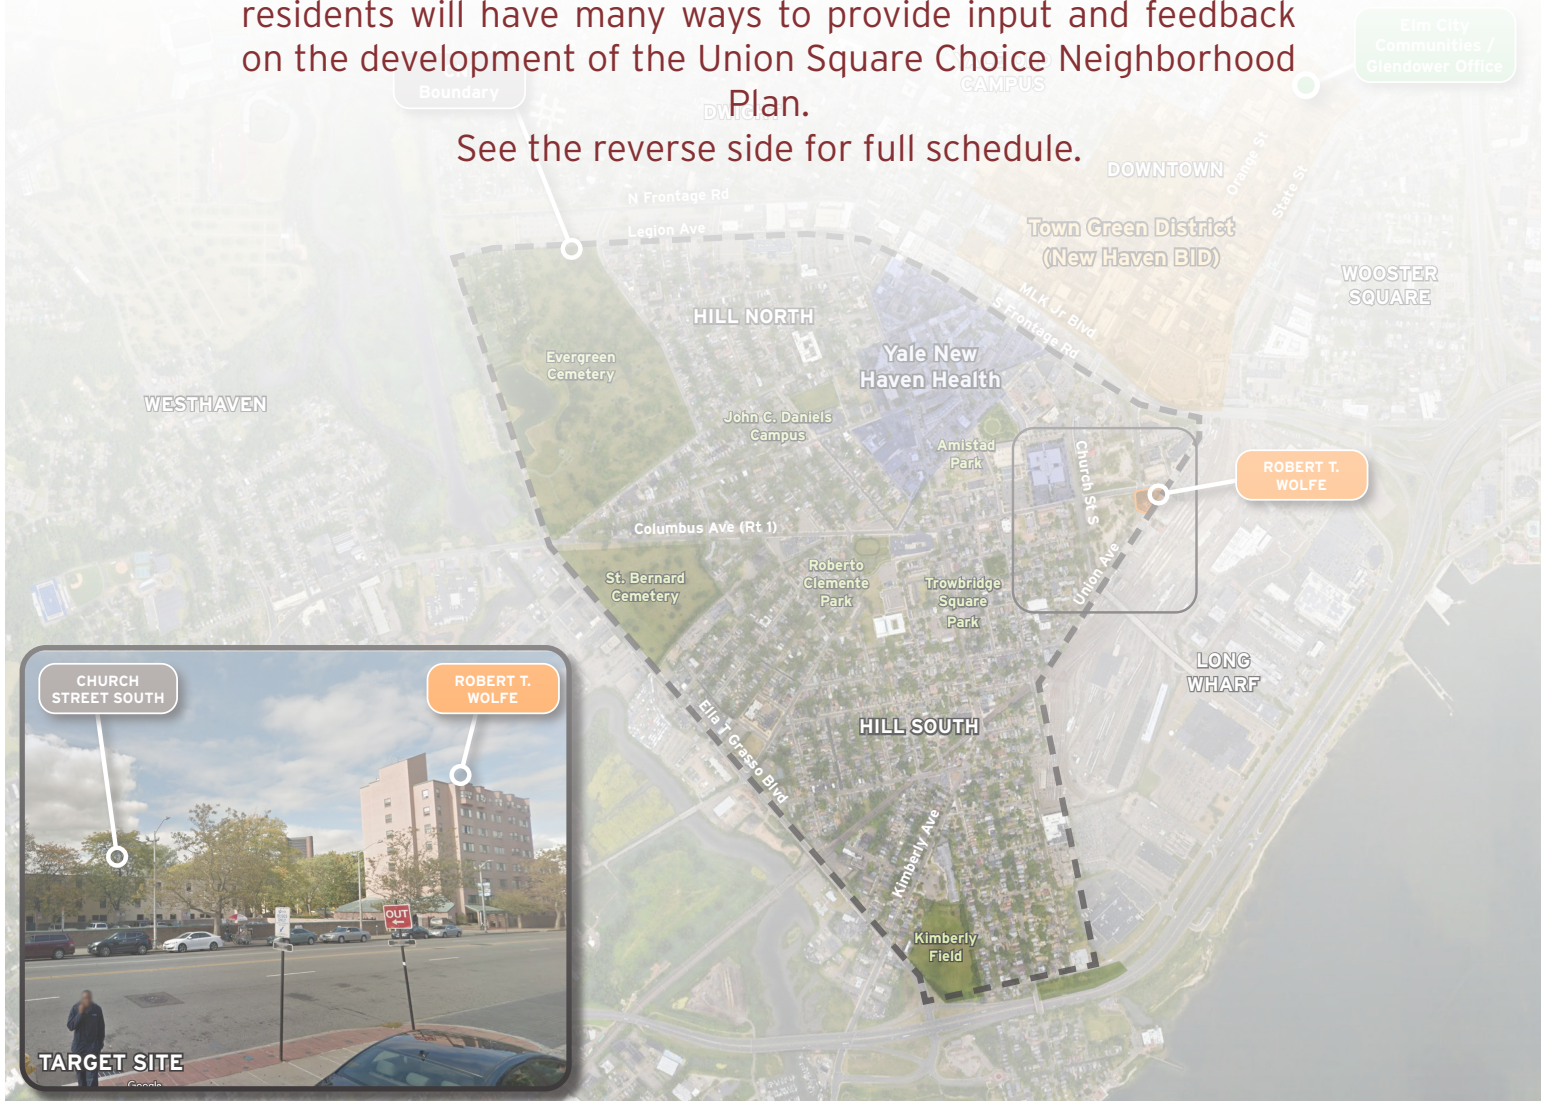 residents will have many ways to provide input and feedback
on the development of the Union Square Choice Neighborhood
Plan.
See the reverse side for full schedule.
Elm City
Communities /
Glendower Office
Boundary
CAMPUS
DOWNTOWN
Orange St
State St
N Frontage Rd
Legion Ave
Town Green District
(New Haven BID)
WOOSTER
SQUARE
MLK Jr Blvd
S Frontage Rd
HILL NORTH
Yale New
Haven Health
Evergreen
Cemetery
WESTHAVEN
John C. Daniels
Campus
Amistad
Park
Church St S
ROBERT T.
WOLFE
Columbus Ave (Rt 1)
Union Ave
St. Bernard
Cemetery
Roberto
Clemente
Park
Trowbridge
Square
Park
LONG
WHARF
CHURCH
STREET SOUTH
ROBERT T.
WOLFE
Ella T Grasso Blvd
HILL SOUTH
Kimberly Ave
OUT
Kimberly
Field
TARGET SITE
Google